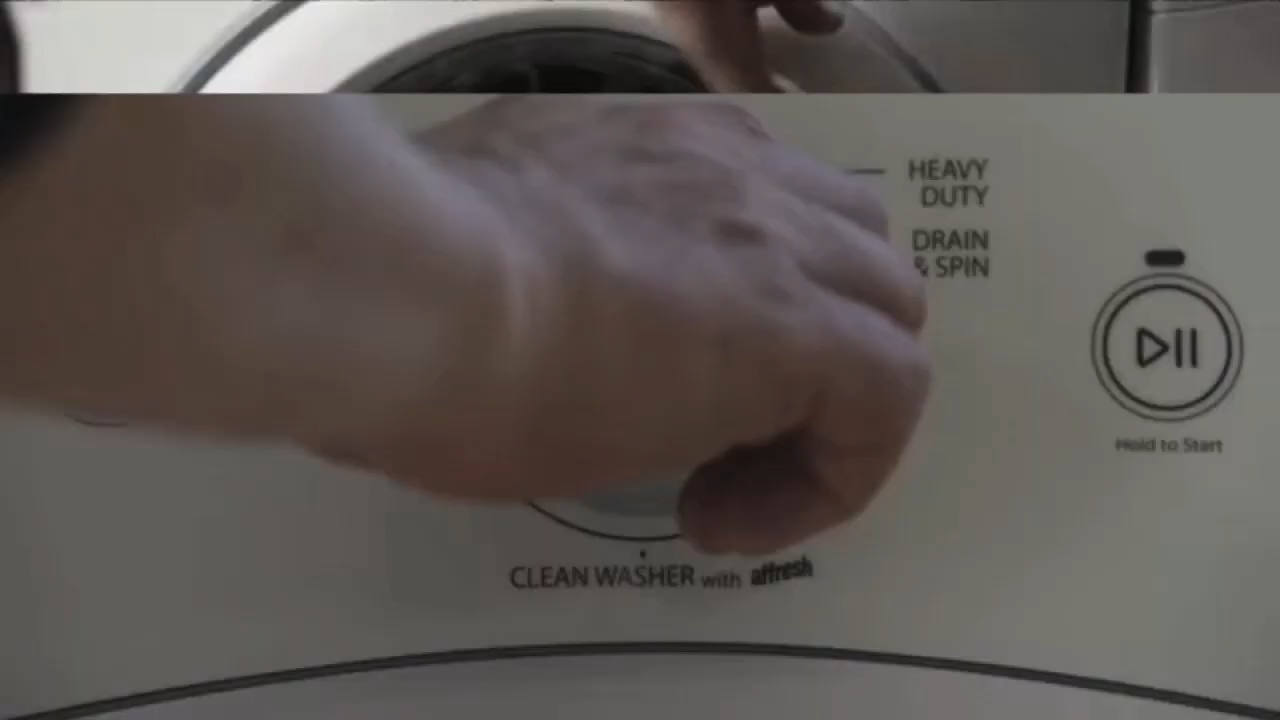 HEAVY
DUTY
DRAIN
& SPIN
Hold to Start
CLEAN WASHER with affresh